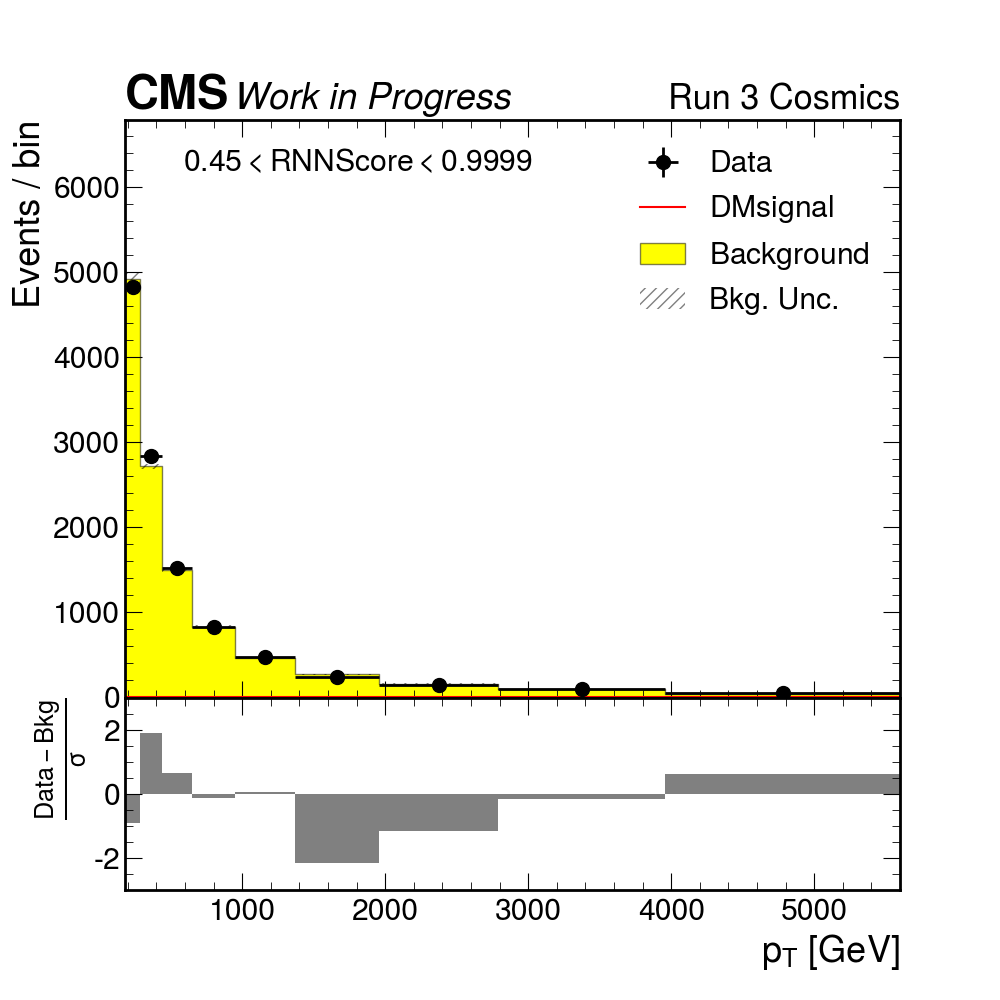 CMS Work in Progress Run 3 Cosmics
Events / bin
0.45 < RNNScore < 0.9999
Data
DMsignal
Background
Bkg. Unc.
6000
5000
4000
3000
2000
1000
0
Data – Bkg
σ
2
0
-2
1000 2000 3000 4000 5000
pT [GeV]